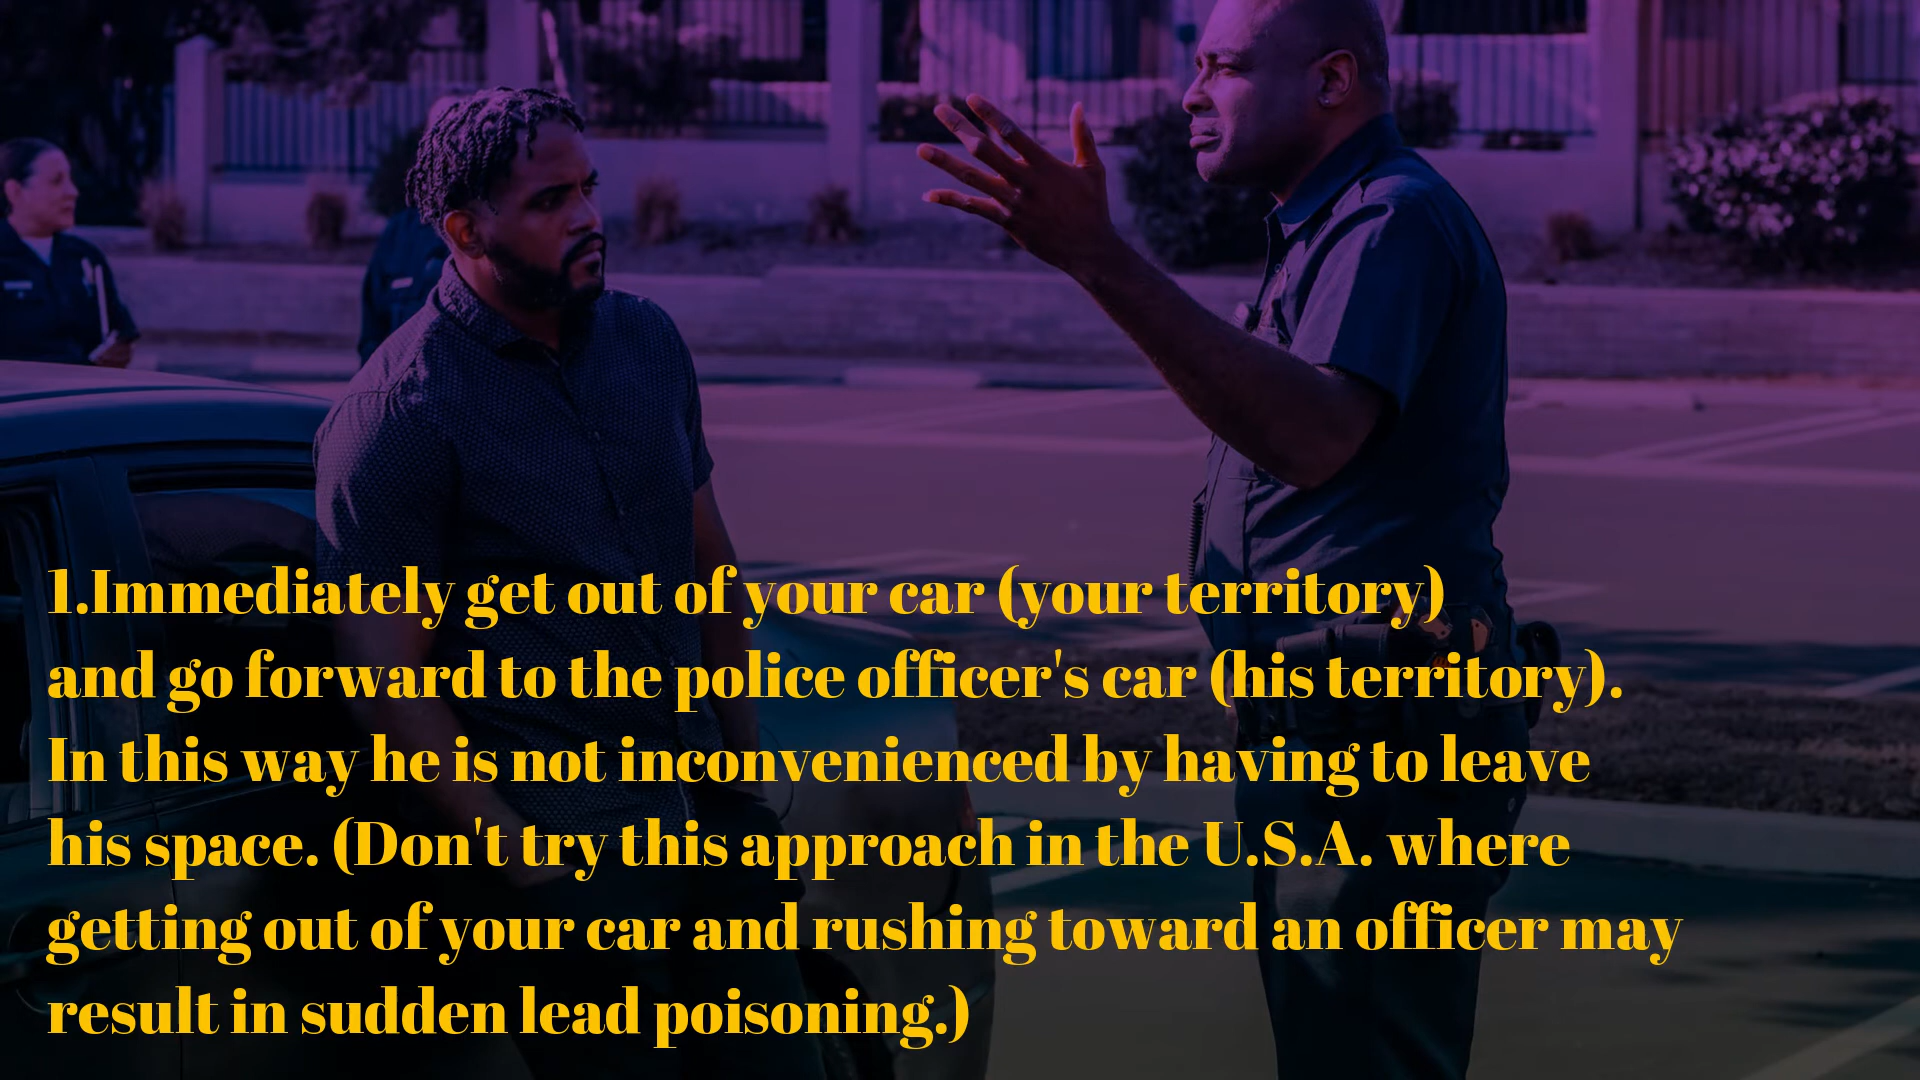 1.Immediately get out of your car (your territory)
and go forward to the police officer's car (his territory).
In this way he is not inconvenienced by having to leave
his space. (Don't try this approach in the U.S.A. where
getting out of your car and rushing toward an officer may
result in sudden lead poisoning.)